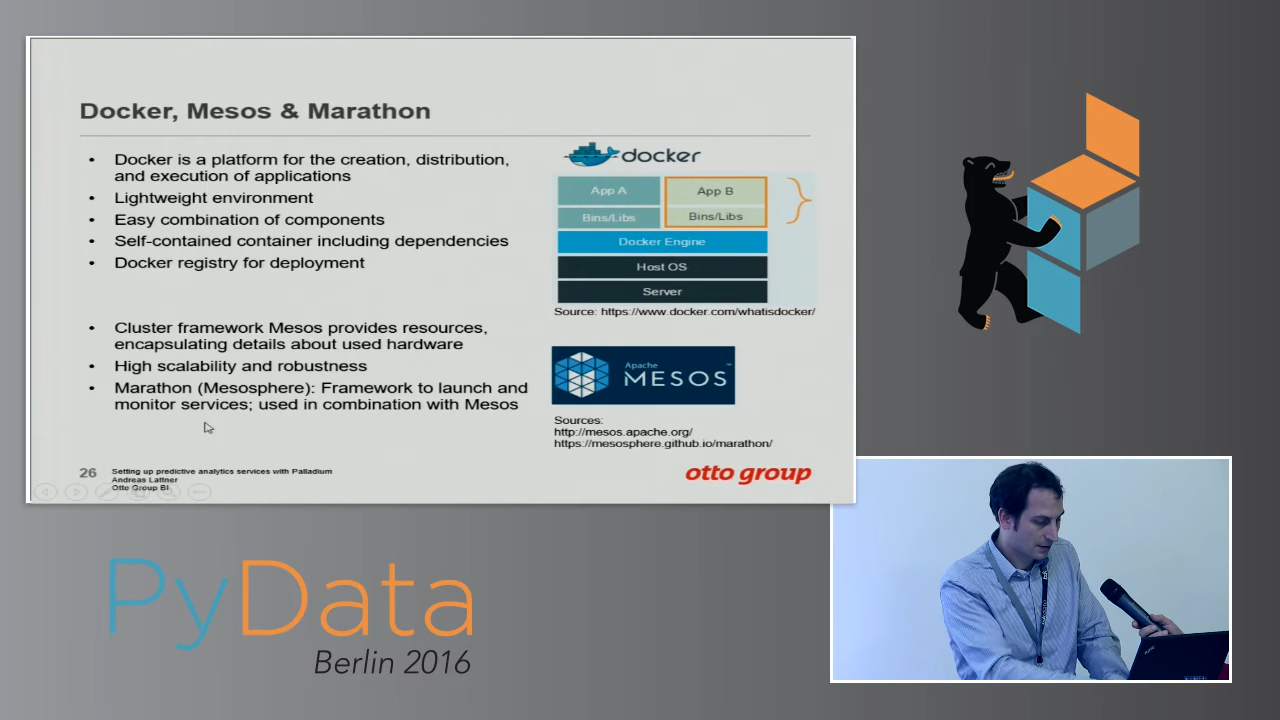 Docker, Mesos & Marathon
• Docker is a platform for the creation, distribution,
and execution of applications
• Lightweight environment
• Easy combination of components
• Self-contained container including dependencies
• Docker registry for deployment
• Cluster framework Mesos provides resources,
encapsulating details about used hardware
• High scalability and robustness
• Marathon (Mesosphere): Framework to launch and
monitor services; used in combination with Mesos
docker
App A
App B
Bins/Libs
Bins/Libs
Docker Engine
Host OS
Server
Source: https://www.docker.com/whatisdocker/
Apache
MESOS™
Sources:
http://mesos.apache.org/
https://mesosphere.github.io/marathon/
26
Setting up predictive analytics services with Palladium
Andreas Lattner
Otto Group BI
otto group
PyData
Berlin 2016